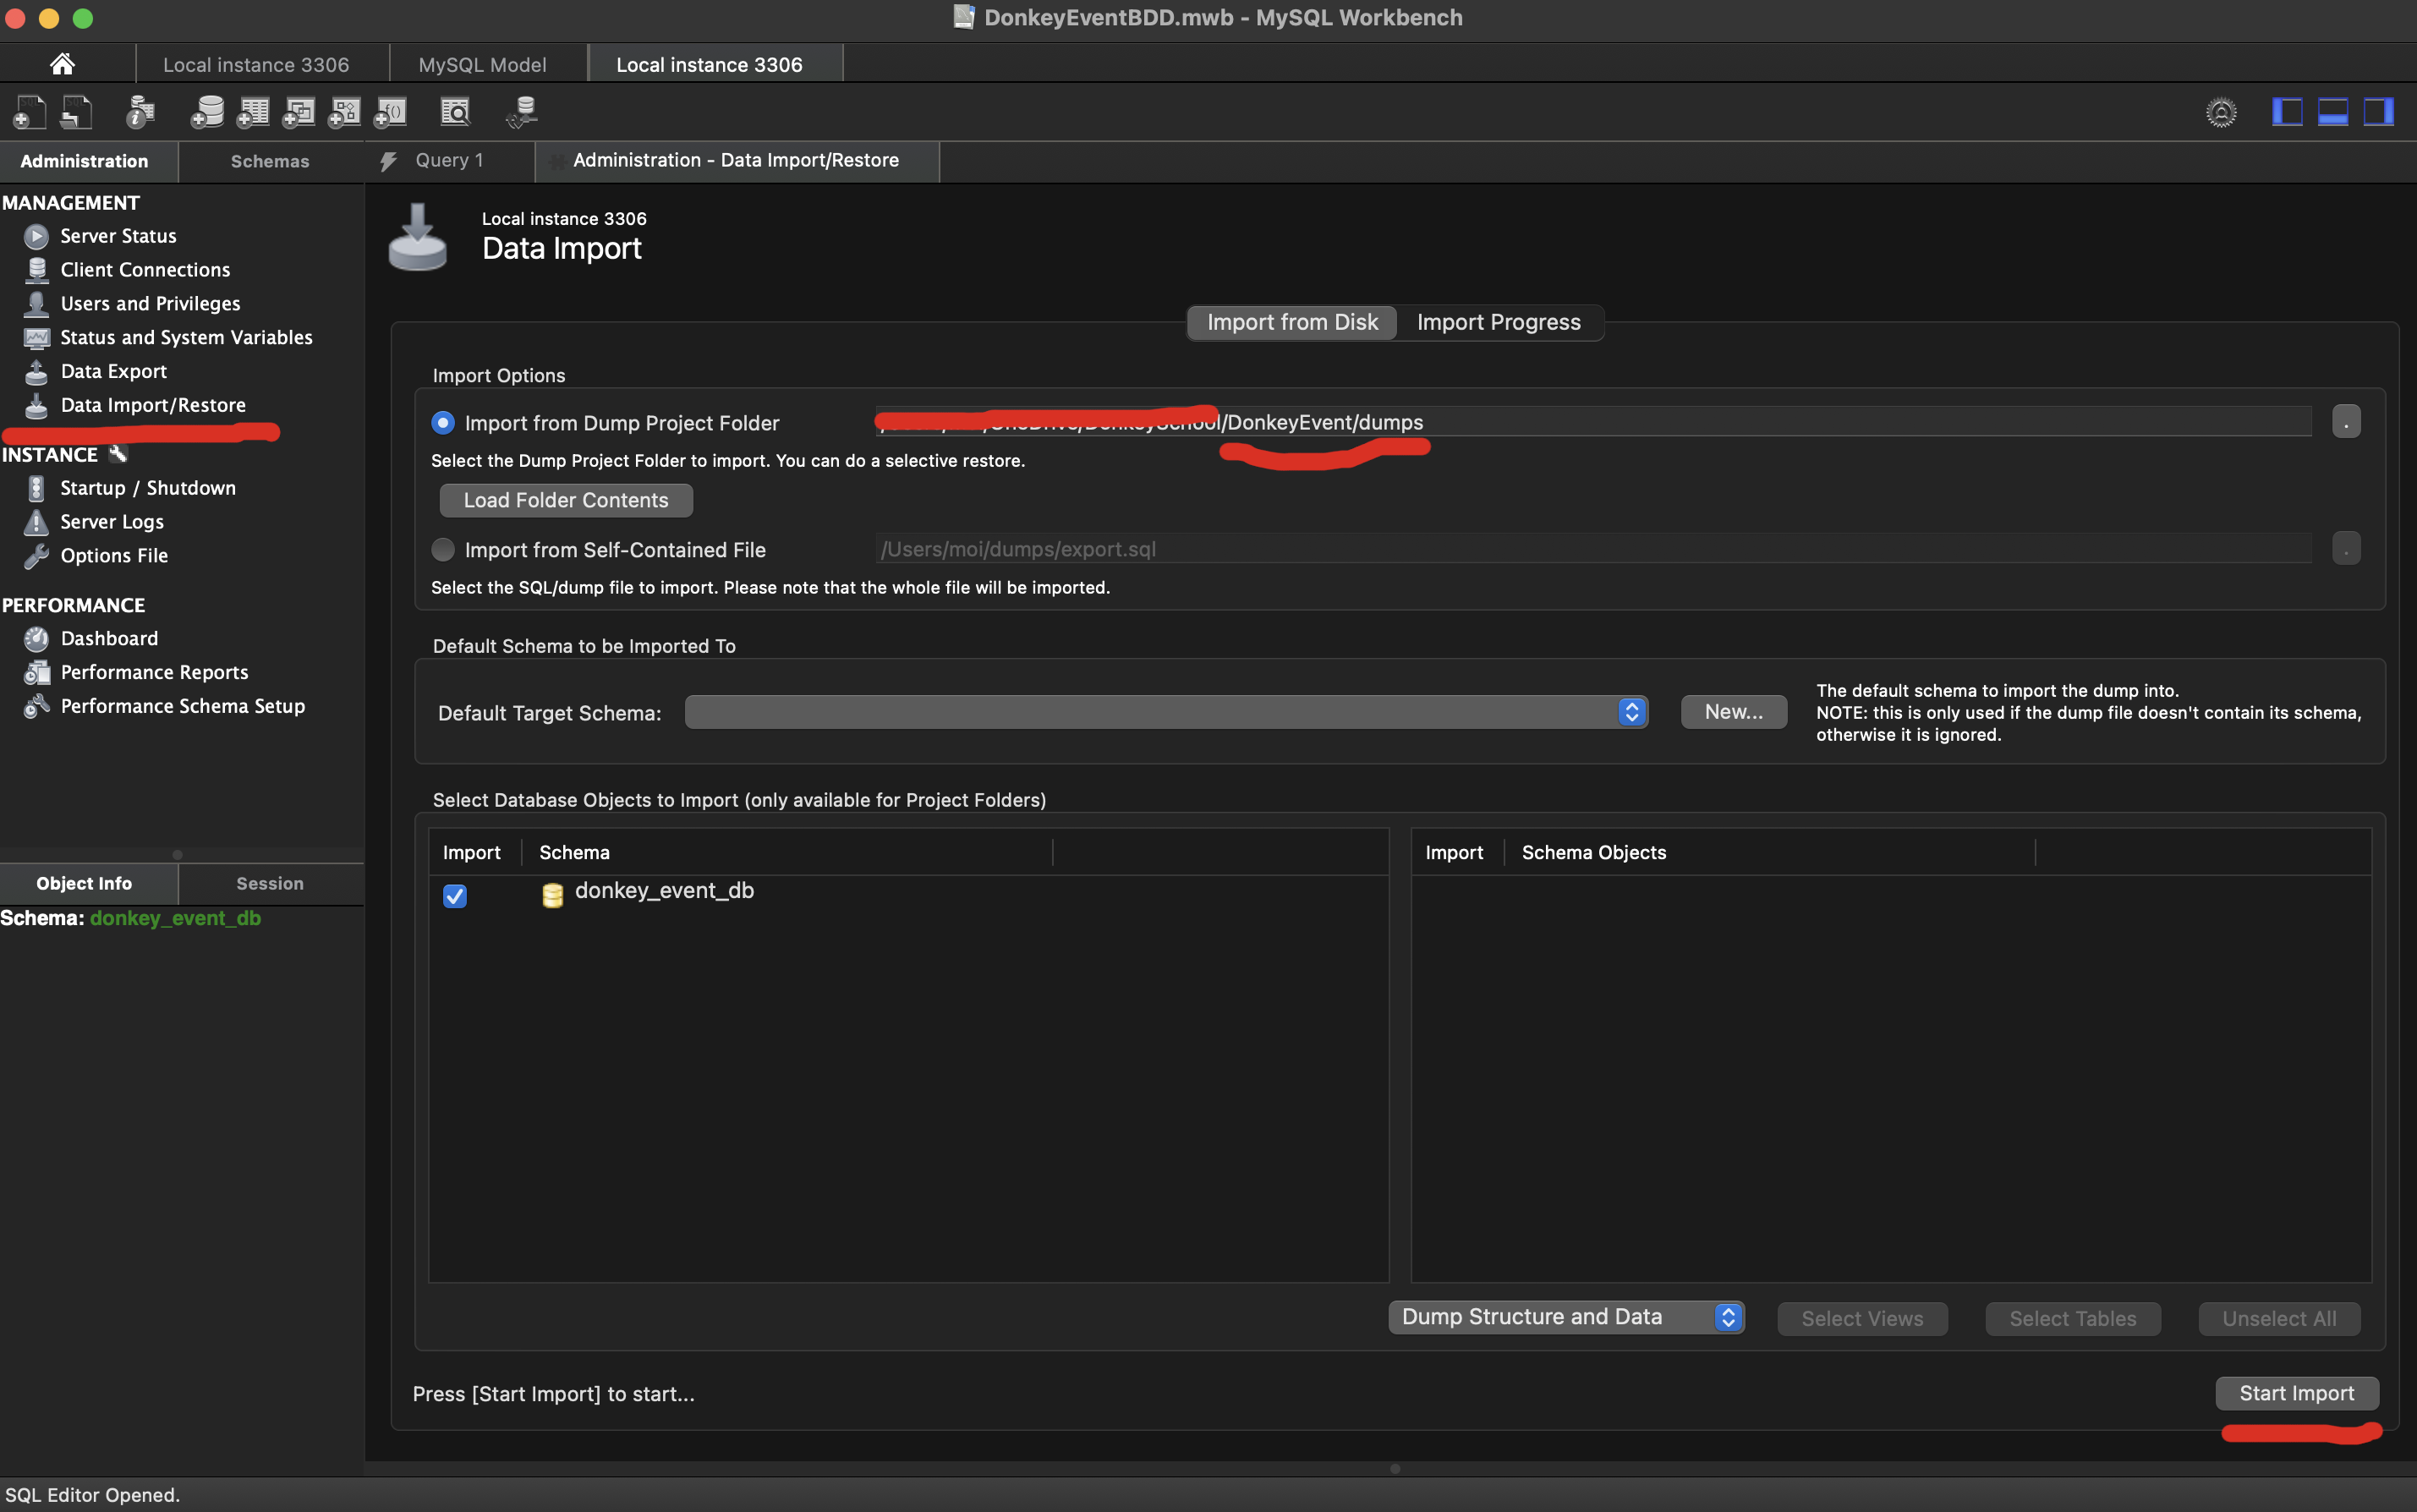 DonkeyEventBDD.mwb - MySQL Workbench
Local instance 3306
MySQL Model
Local instance 3306
Administration
Schemas
Query 1
Administration - Data Import/Restore
MANAGEMENT
Server Status
Client Connections
Users and Privileges
Status and System Variables
Data Export
Data Import/Restore
INSTANCE
Startup / Shutdown
Server Logs
Options File
PERFORMANCE
Dashboard
Performance Reports
Performance Schema Setup
Object Info
Session
Schema: donkey_event_db
Local instance 3306
Data Import
Import from Disk
Import Progress
Import Options
Import from Dump Project Folder
/DonkeyEvent/dumps
.
Select the Dump Project Folder to import. You can do a selective restore.
Load Folder Contents
Import from Self-Contained File
/Users/moi/dumps/export.sql
.
Select the SQL/dump file to import. Please note that the whole file will be imported.
Default Schema to be Imported To
Default Target Schema:
New...
The default schema to import the dump into.
NOTE: this is only used if the dump file doesn't contain its schema,
otherwise it is ignored.
Select Database Objects to Import (only available for Project Folders)
Import
Schema
donkey_event_db
Import
Schema Objects
Dump Structure and Data
Select Views
Select Tables
Unselect All
Press [Start Import] to start...
Start Import
SQL Editor Opened.